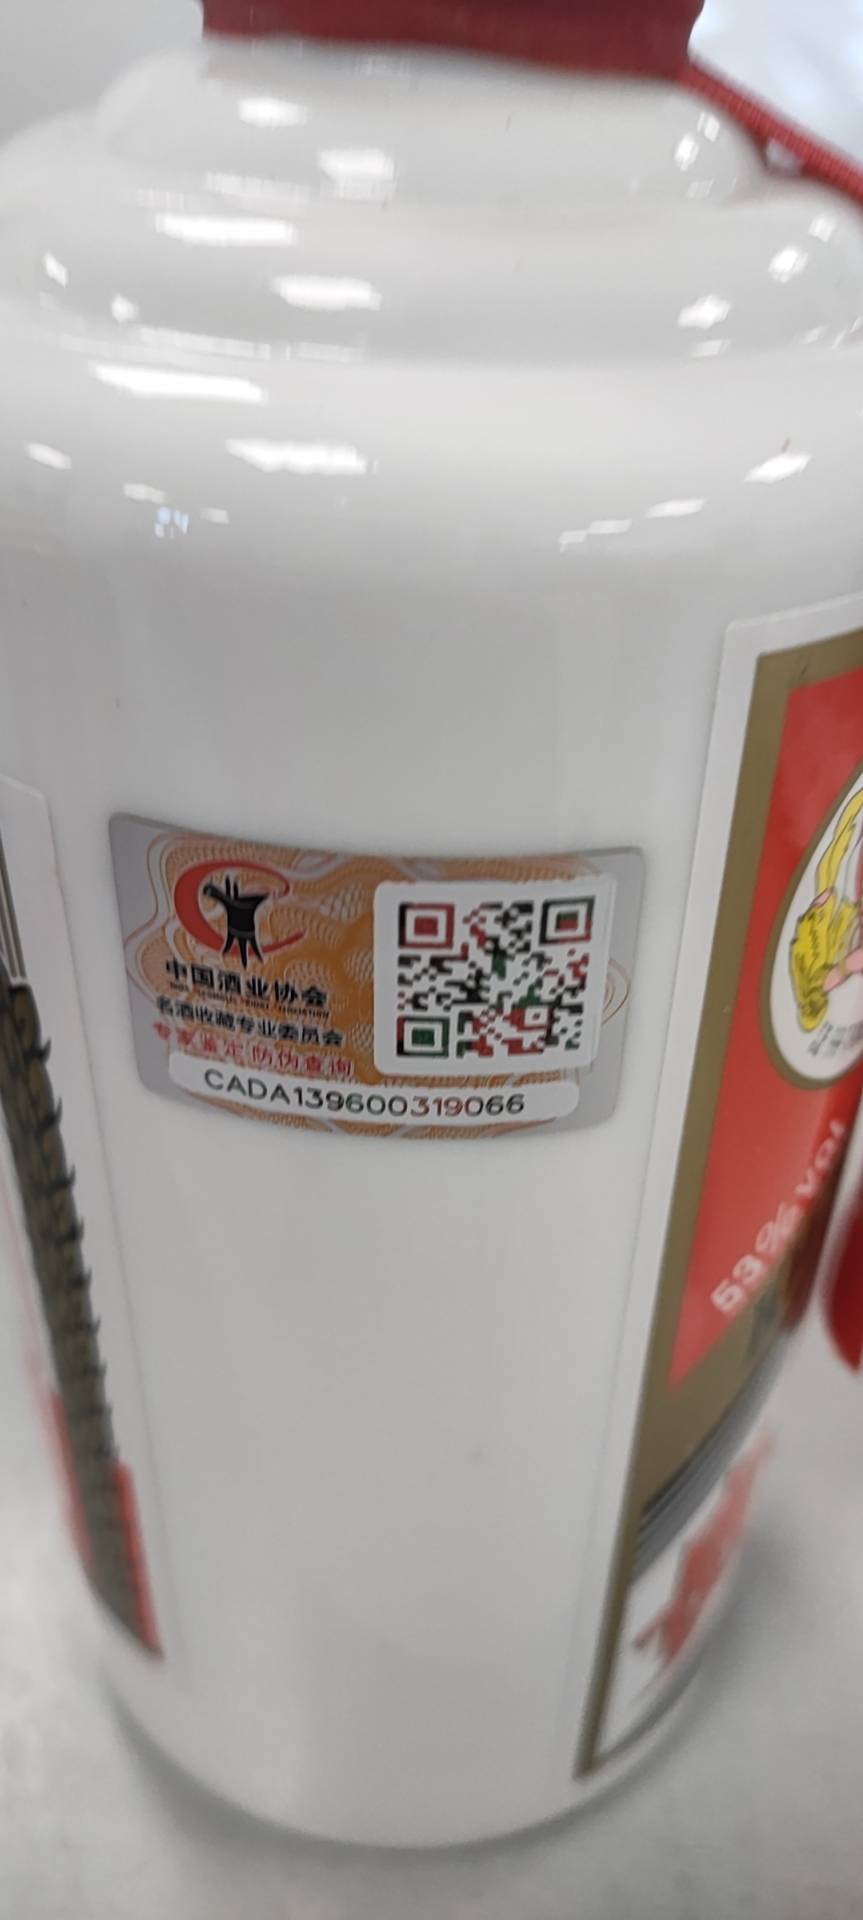 中国酒业协会
名酒收藏专业委员会
专家鉴定 防伪查询
CADA139600319066
53% vol